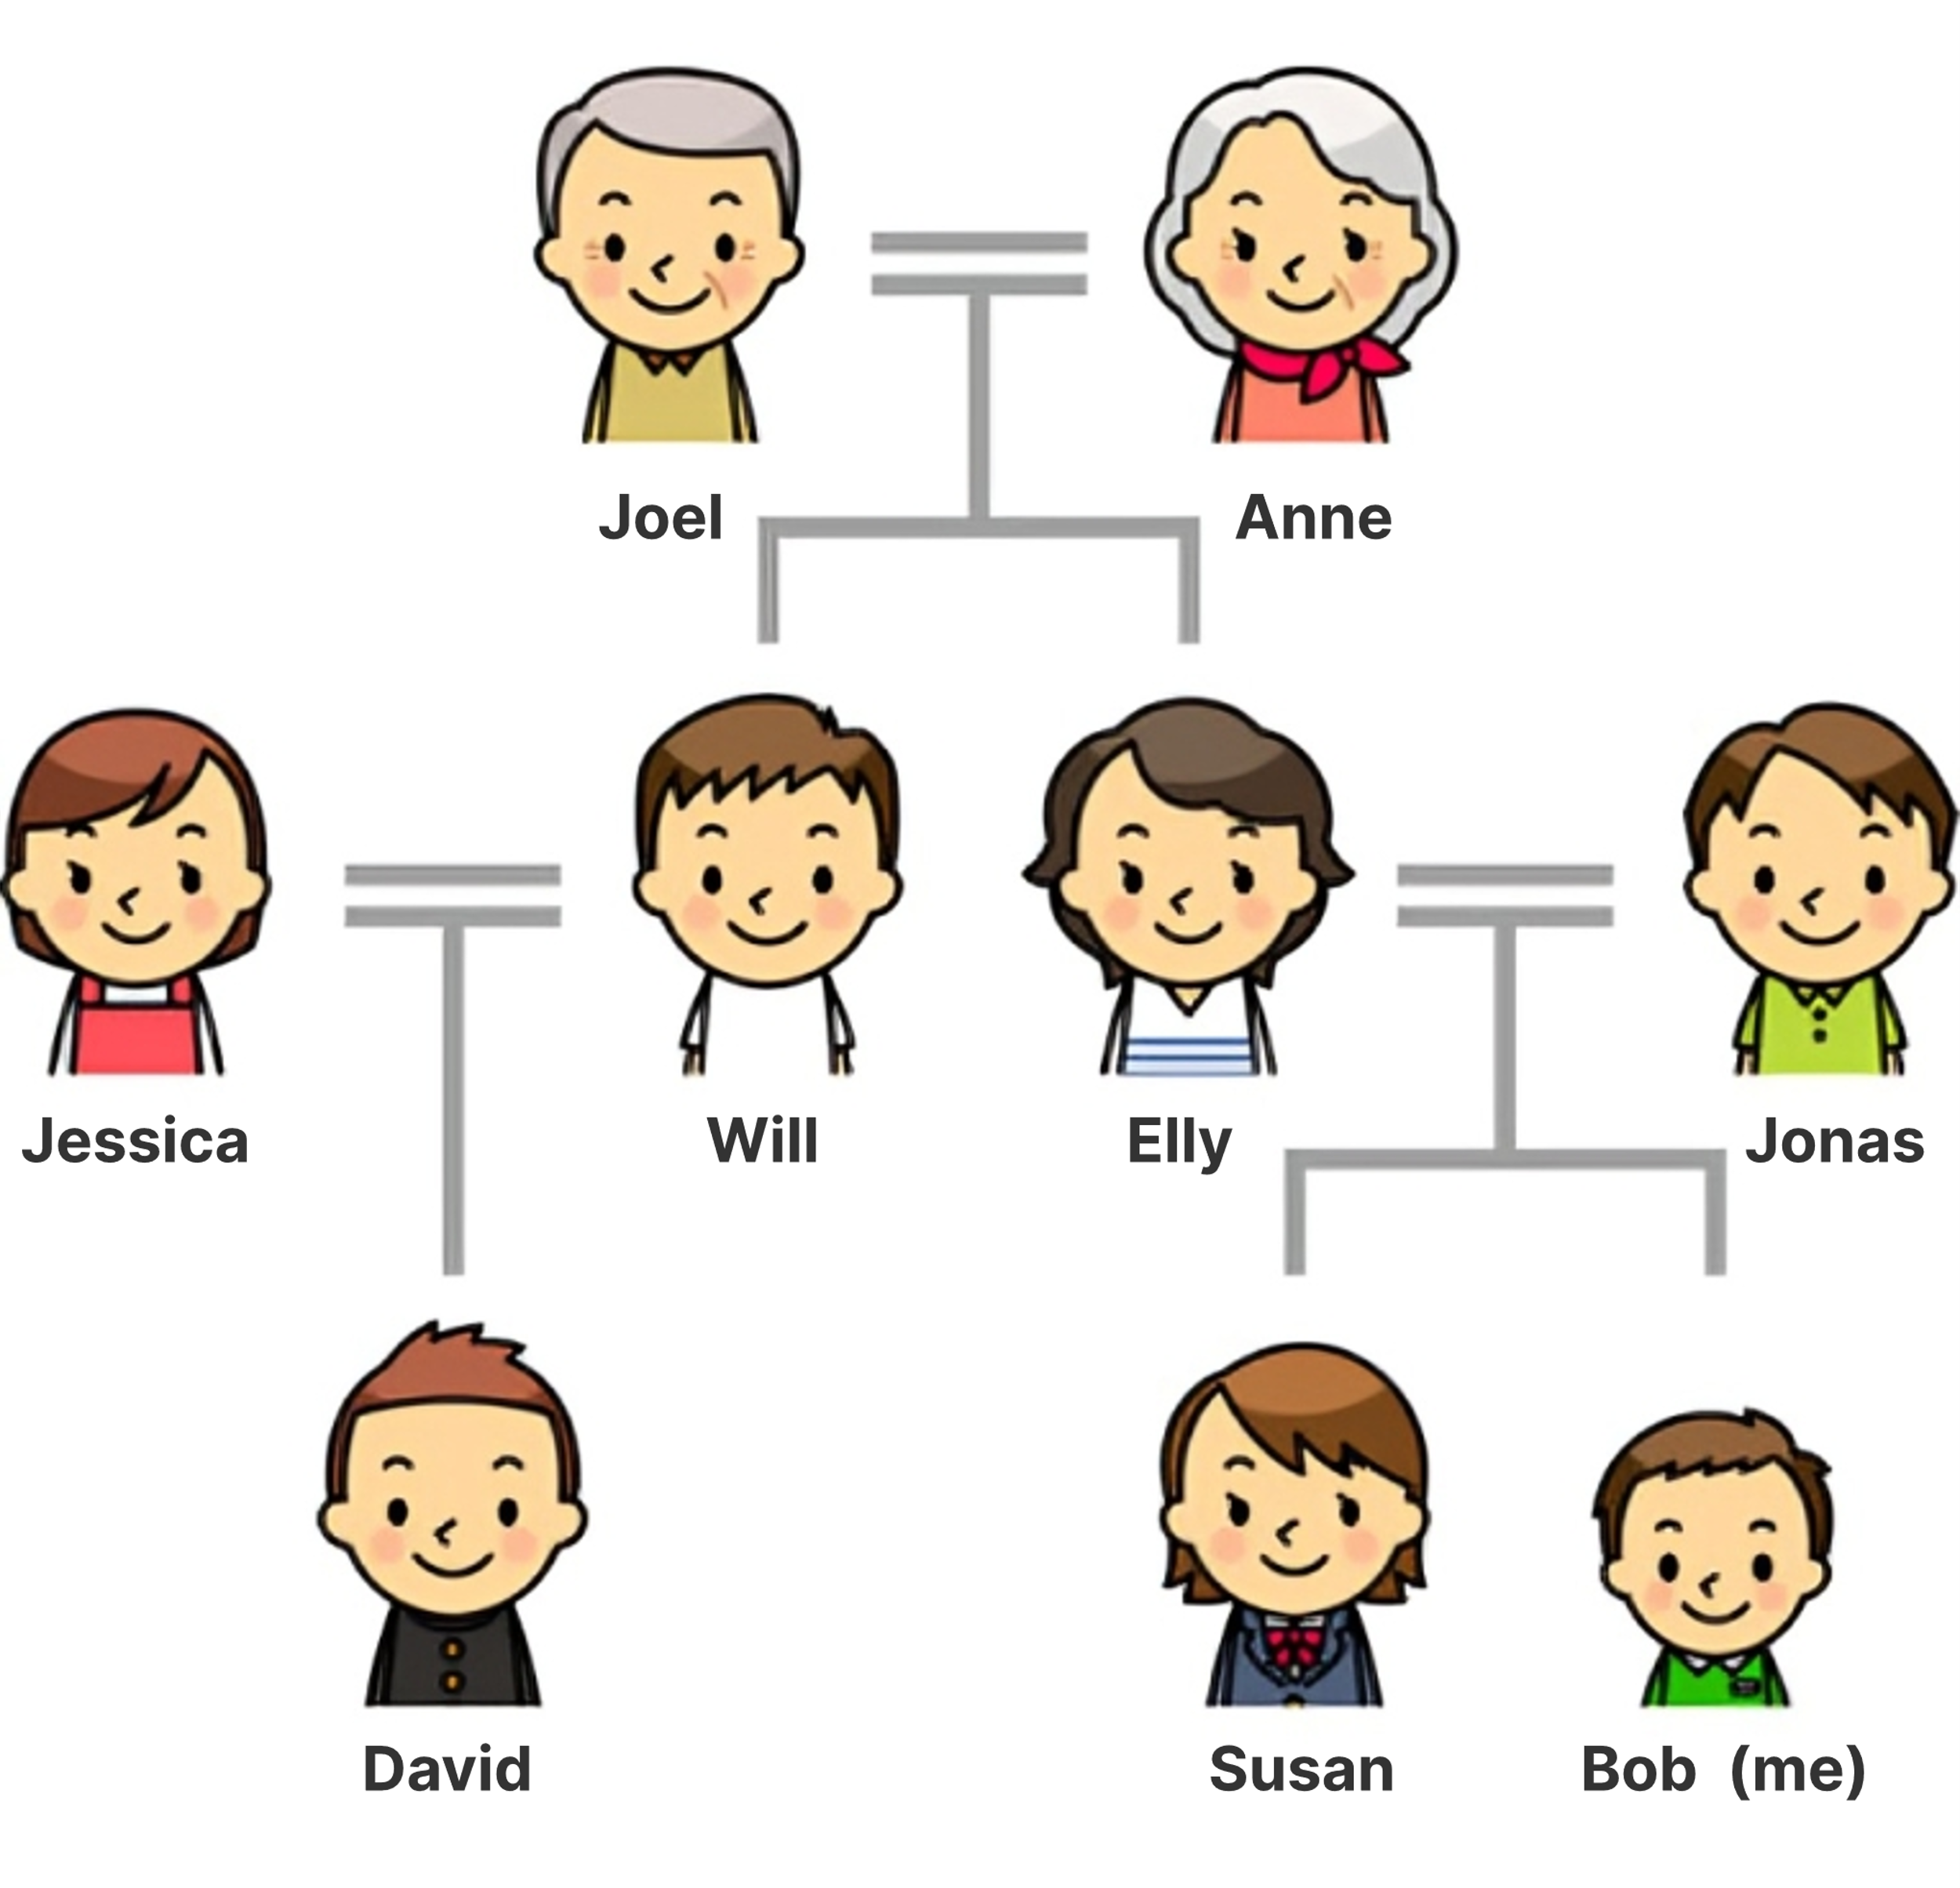 Joel
Anne
Jessica
Will
Elly
Jonas
David
Susan
Bob (me)